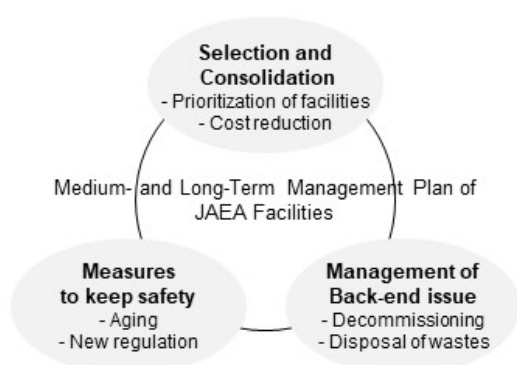 Selection and
Consolidation
- Prioritization of facilities
- Cost reduction
Medium- and Long-Term Management Plan of
JAEA Facilities
Measures
to keep safety
- Aging
- New regulation
Management of
Back-end issue
- Decommissioning
- Disposal of wastes